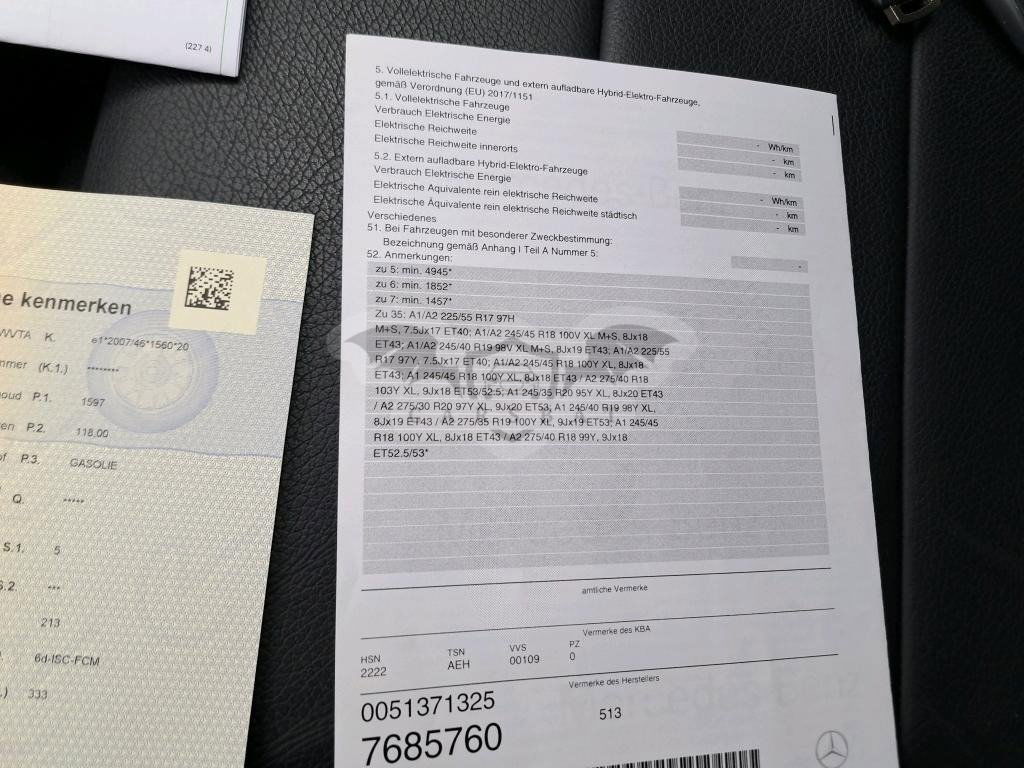 (227 4)
e kenmerken
WVTA K. e1*2007/46*1560*20
mmer (K.1.) ********
oud P.1. 1597
en P.2. 118.00
of P.3. GASOLIE
Q. *****
S.1. 5
S.2. ***
213
6d-ISC-FCM
.) 333
5. Vollelektrische Fahrzeuge und extern aufladbare Hybrid-Elektro-Fahrzeuge,
gemäß Verordnung (EU) 2017/1151
5.1. Vollelektrische Fahrzeuge
Verbrauch Elektrische Energie - Wh/km
Elektrische Reichweite - km
Elektrische Reichweite innerorts - km
5.2. Extern aufladbare Hybrid-Elektro-Fahrzeuge
Verbrauch Elektrische Energie - Wh/km
Elektrische Äquivalente rein elektrische Reichweite - km
Elektrische Äquivalente rein elektrische Reichweite städtisch - km
Verschiedenes
51. Bei Fahrzeugen mit besonderer Zweckbestimmung:
Bezeichnung gemäß Anhang I Teil A Nummer 5: -
52. Anmerkungen:
zu 5: min. 4945*
zu 6: min. 1852*
zu 7: min. 1457*
Zu 35: A1/A2 225/55 R17 97H
M+S, 7.5Jx17 ET40; A1/A2 245/45 R18 100V XL M+S, 8Jx18
ET43; A1/A2 245/40 R19 98V XL M+S, 8Jx19 ET43; A1/A2 225/55
R17 97Y, 7.5Jx17 ET40; A1/A2 245/45 R18 100Y XL, 8Jx18
ET43; A1 245/45 R18 100Y XL, 8Jx18 ET43 / A2 275/40 R18
103Y XL, 9Jx18 ET53/52.5; A1 245/35 R20 95Y XL, 8Jx20 ET43
/ A2 275/30 R20 97Y XL, 9Jx20 ET53; A1 245/40 R19 98Y XL,
8Jx19 ET43 / A2 275/35 R19 100Y XL, 9Jx19 ET53; A1 245/45
R18 100Y XL, 8Jx18 ET43 / A2 275/40 R18 99Y, 9Jx18
ET52.5/53*
amtliche Vermerke
Vermerke des KBA
HSN TSN VVS PZ
2222 AEH 00109 0
Vermerke des Herstellers
0051371325 513
7685760